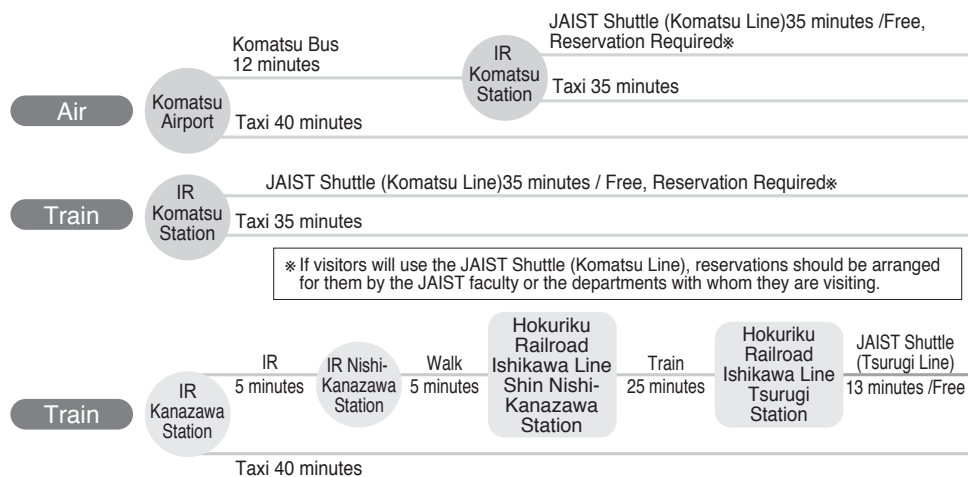 Air
Komatsu
Airport
Komatsu Bus
12 minutes
IR
Komatsu
Station
JAIST Shuttle (Komatsu Line)35 minutes /Free,
Reservation Required※
Taxi 35 minutes
Taxi 40 minutes
Train
IR
Komatsu
Station
JAIST Shuttle (Komatsu Line)35 minutes / Free, Reservation Required※
Taxi 35 minutes
※ If visitors will use the JAIST Shuttle (Komatsu Line), reservations should be arranged
for them by the JAIST faculty or the departments with whom they are visiting.
Train
IR
Kanazawa
Station
IR
5 minutes
IR Nishi-
Kanazawa
Station
Walk
5 minutes
Hokuriku
Railroad
Ishikawa Line
Shin Nishi-
Kanazawa
Station
Train
25 minutes
Hokuriku
Railroad
Ishikawa Line
Tsurugi
Station
JAIST Shuttle
(Tsurugi Line)
13 minutes /Free
Taxi 40 minutes